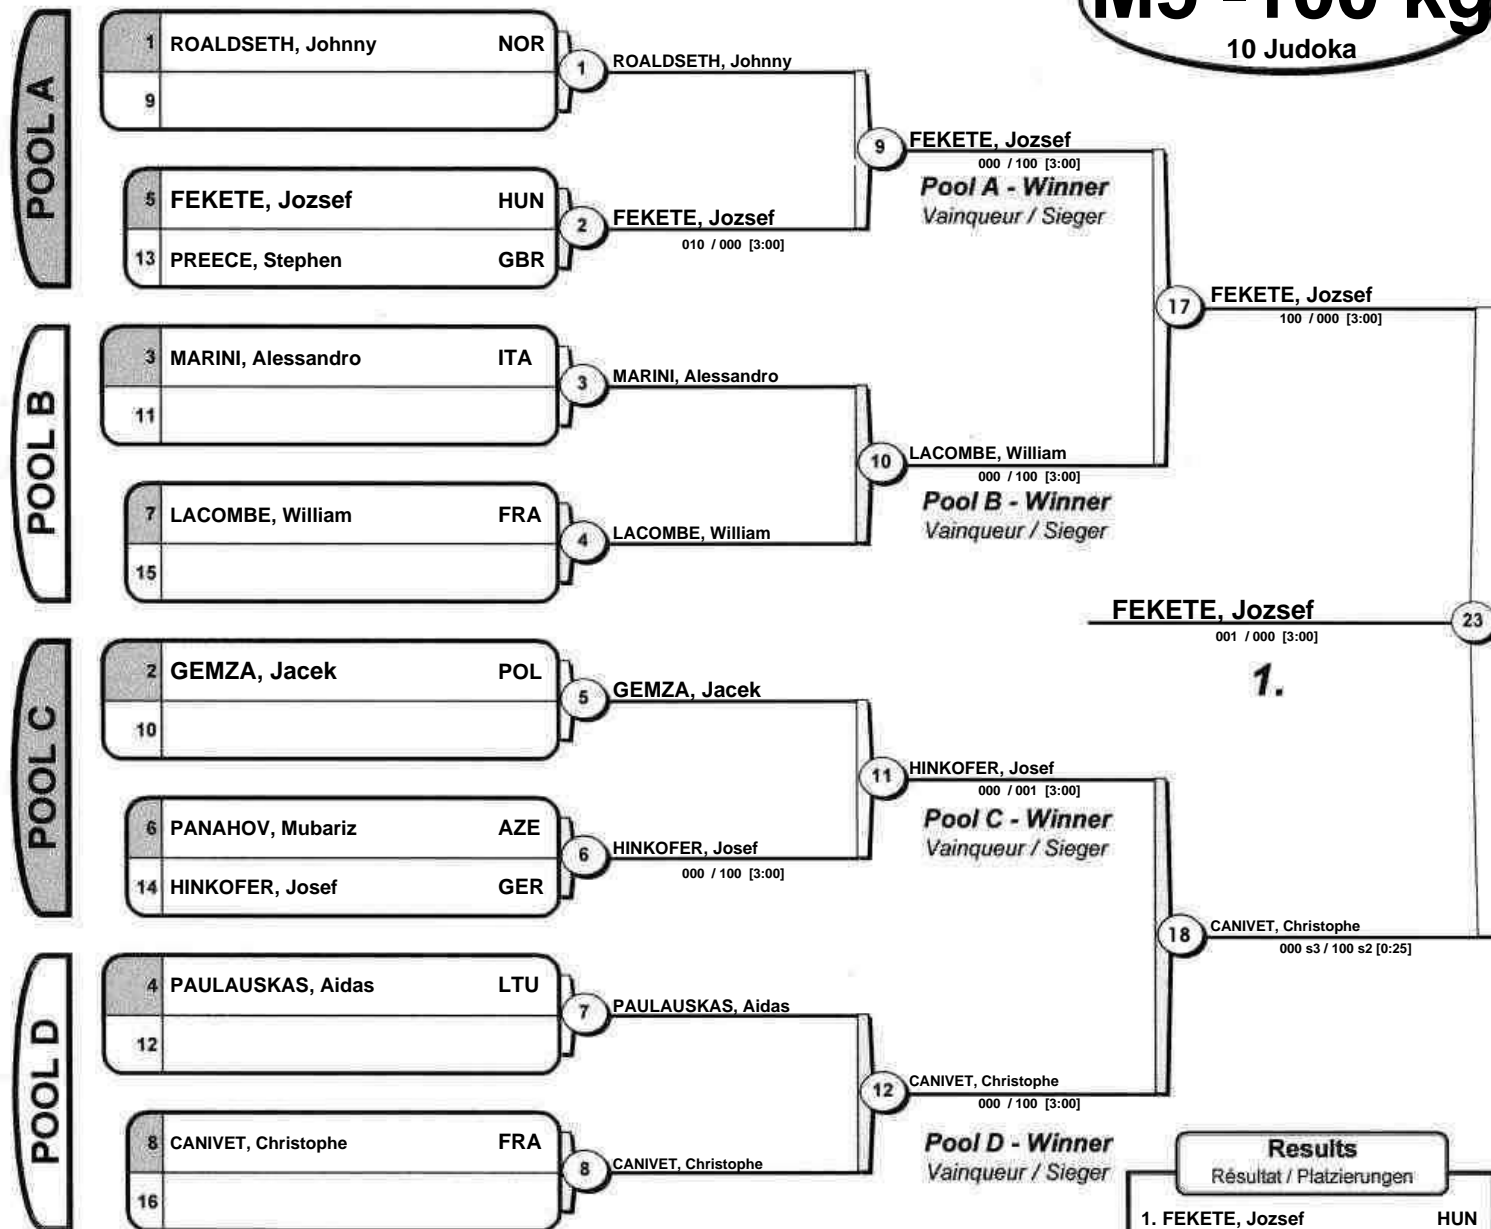 M5 -100 kg
10 Judoka
POOL A
1 ROALDSETH, Johnny NOR
9
5 FEKETE, Jozsef HUN
13 PREECE, Stephen GBR
1 ROALDSETH, Johnny
2 FEKETE, Jozsef
010 / 000 [3:00]
9 FEKETE, Jozsef
000 / 100 [3:00]
Pool A - Winner
Vainqueur / Sieger
POOL B
3 MARINI, Alessandro ITA
11
7 LACOMBE, William FRA
15
3 MARINI, Alessandro
4 LACOMBE, William
10 LACOMBE, William
000 / 100 [3:00]
Pool B - Winner
Vainqueur / Sieger
17 FEKETE, Jozsef
100 / 000 [3:00]
FEKETE, Jozsef 23
001 / 000 [3:00]
1.
POOL C
2 GEMZA, Jacek POL
10
6 PANAHOV, Mubariz AZE
14 HINKOFER, Josef GER
5 GEMZA, Jacek
6 HINKOFER, Josef
000 / 100 [3:00]
11 HINKOFER, Josef
000 / 001 [3:00]
Pool C - Winner
Vainqueur / Sieger
POOL D
4 PAULAUSKAS, Aidas LTU
12
8 CANIVET, Christophe FRA
16
7 PAULAUSKAS, Aidas
8 CANIVET, Christophe
12 CANIVET, Christophe
000 / 100 [3:00]
Pool D - Winner
Vainqueur / Sieger
18 CANIVET, Christophe
000 s3 / 100 s2 [0:25]
Results
Résultat / Platzierungen
1. FEKETE, Jozsef HUN